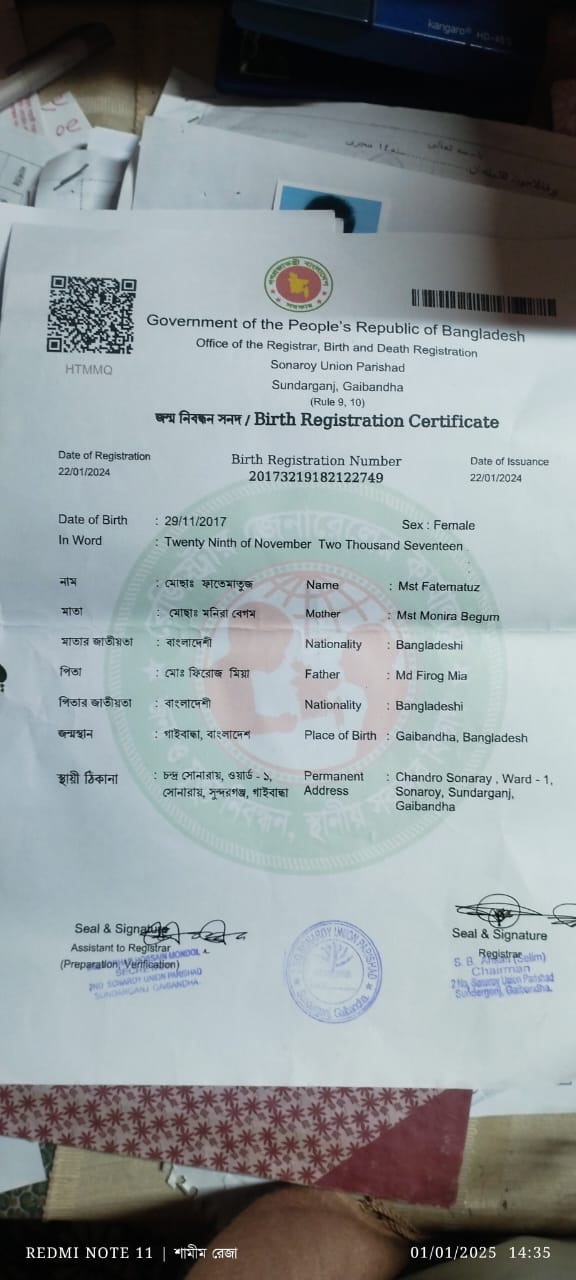 kangaro® HD-45S
HTMMQ
Government of the People's Republic of Bangladesh
Office of the Registrar, Birth and Death Registration
Sonaroy Union Parishad
Sundarganj, Gaibandha
(Rule 9, 10)
জন্ম নিবন্ধন সনদ / Birth Registration Certificate
Date of Registration Birth Registration Number Date of Issuance
22/01/2024 20173219182122749 22/01/2024
Date of Birth : 29/11/2017 Sex : Female
In Word : Twenty Ninth of November Two Thousand Seventeen
নাম : মোছাঃ ফাতেমাতুজ Name : Mst Fatematuz
মাতা : মোছাঃ মনিরা বেগম Mother : Mst Monira Begum
মাতার জাতীয়তা : বাংলাদেশী Nationality : Bangladeshi
পিতা : মোঃ ফিরোজ মিয়া Father : Md Firog Mia
পিতার জাতীয়তা : বাংলাদেশী Nationality : Bangladeshi
জন্মস্থান : গাইবান্ধা, বাংলাদেশ Place of Birth : Gaibandha, Bangladesh
স্থায়ী ঠিকানা : চন্দ্র সোনারায়, ওয়ার্ড - ১, Permanent : Chandro Sonaray , Ward - 1,
সোনারায়, সুন্দরগঞ্জ, গাইবান্ধা Address Sonaroy, Sundarganj,
Gaibandha
Seal & Signature Seal & Signature
Assistant to Registrar Registrar
(Preparation, Verification)
2ND SONAROY UNION PARISHAD
SUNDARGANJ GAIBANDHA
SONAROY UNION PARISHAD
Sundarganj, Gaibandha
Chairman
2 No. Sonaroy Union Parishad
Sundarganj, Gaibandha.
REDMI NOTE 11 | শামীম রেজা 01/01/2025 14:35